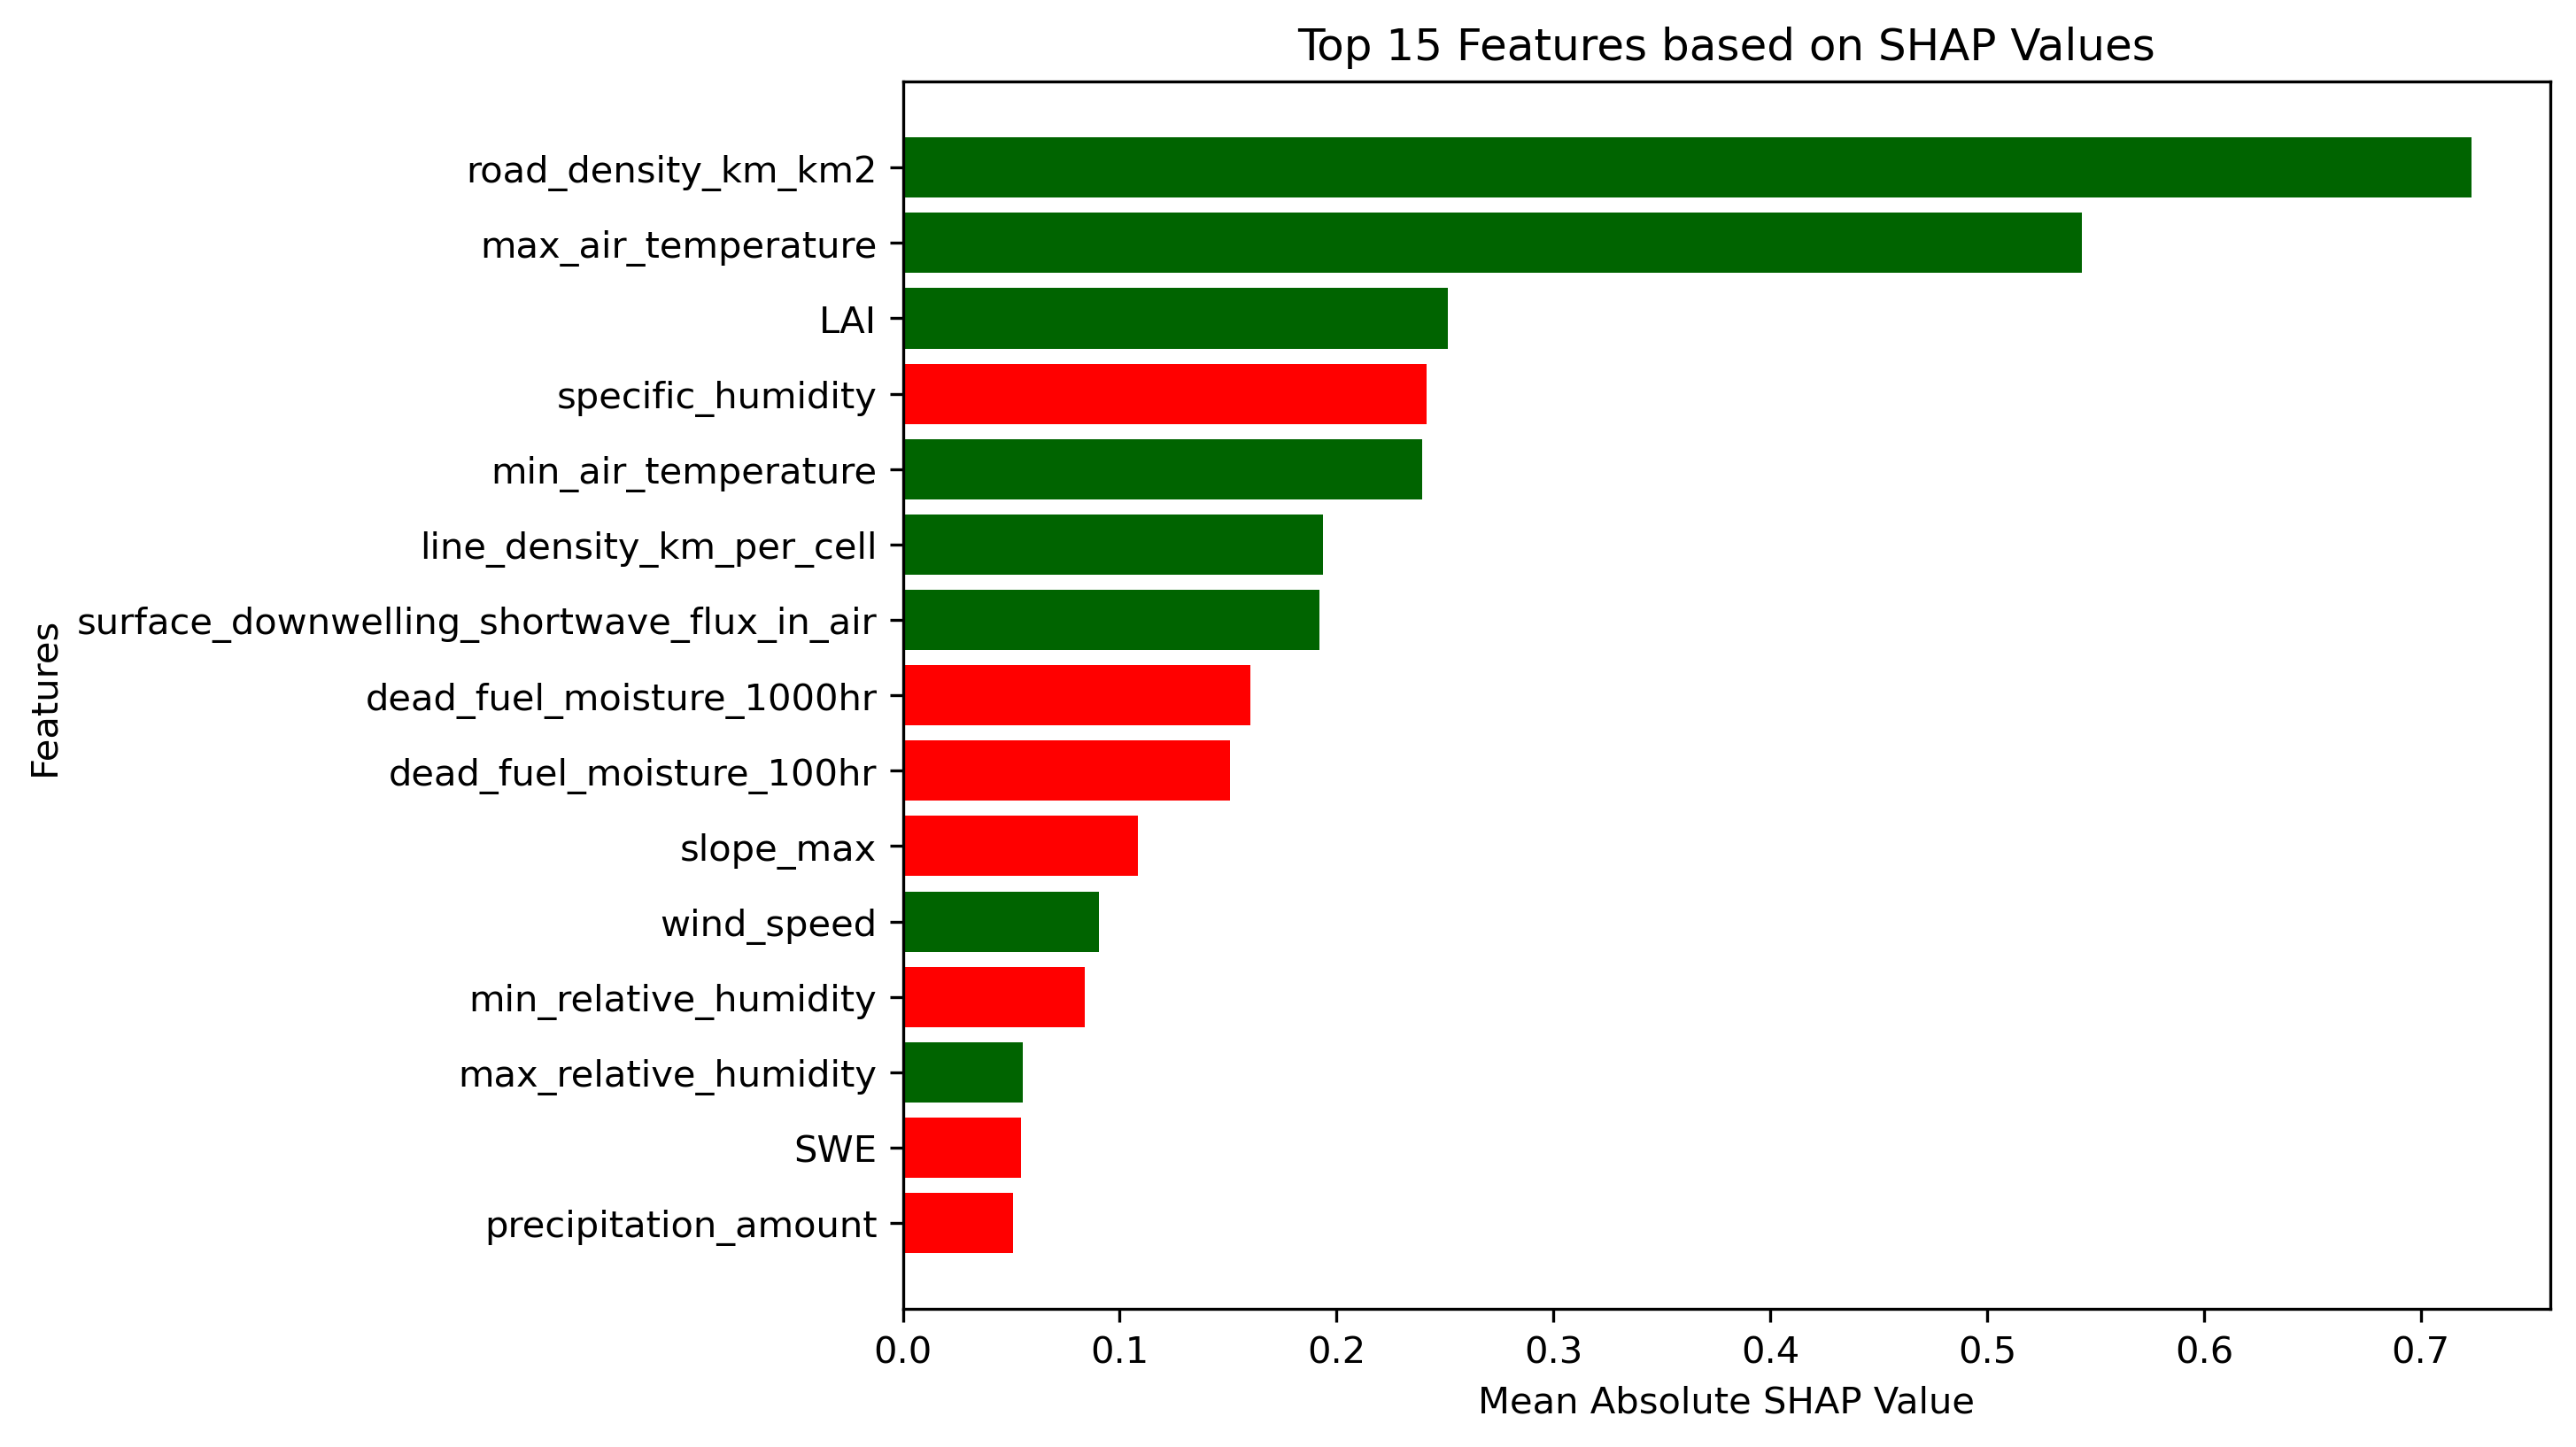 Top 15 Features based on SHAP Values
Features
road_density_km_km2
max_air_temperature
LAI
specific_humidity
min_air_temperature
line_density_km_per_cell
surface_downwelling_shortwave_flux_in_air
dead_fuel_moisture_1000hr
dead_fuel_moisture_100hr
slope_max
wind_speed
min_relative_humidity
max_relative_humidity
SWE
precipitation_amount
0.0 0.1 0.2 0.3 0.4 0.5 0.6 0.7
Mean Absolute SHAP Value